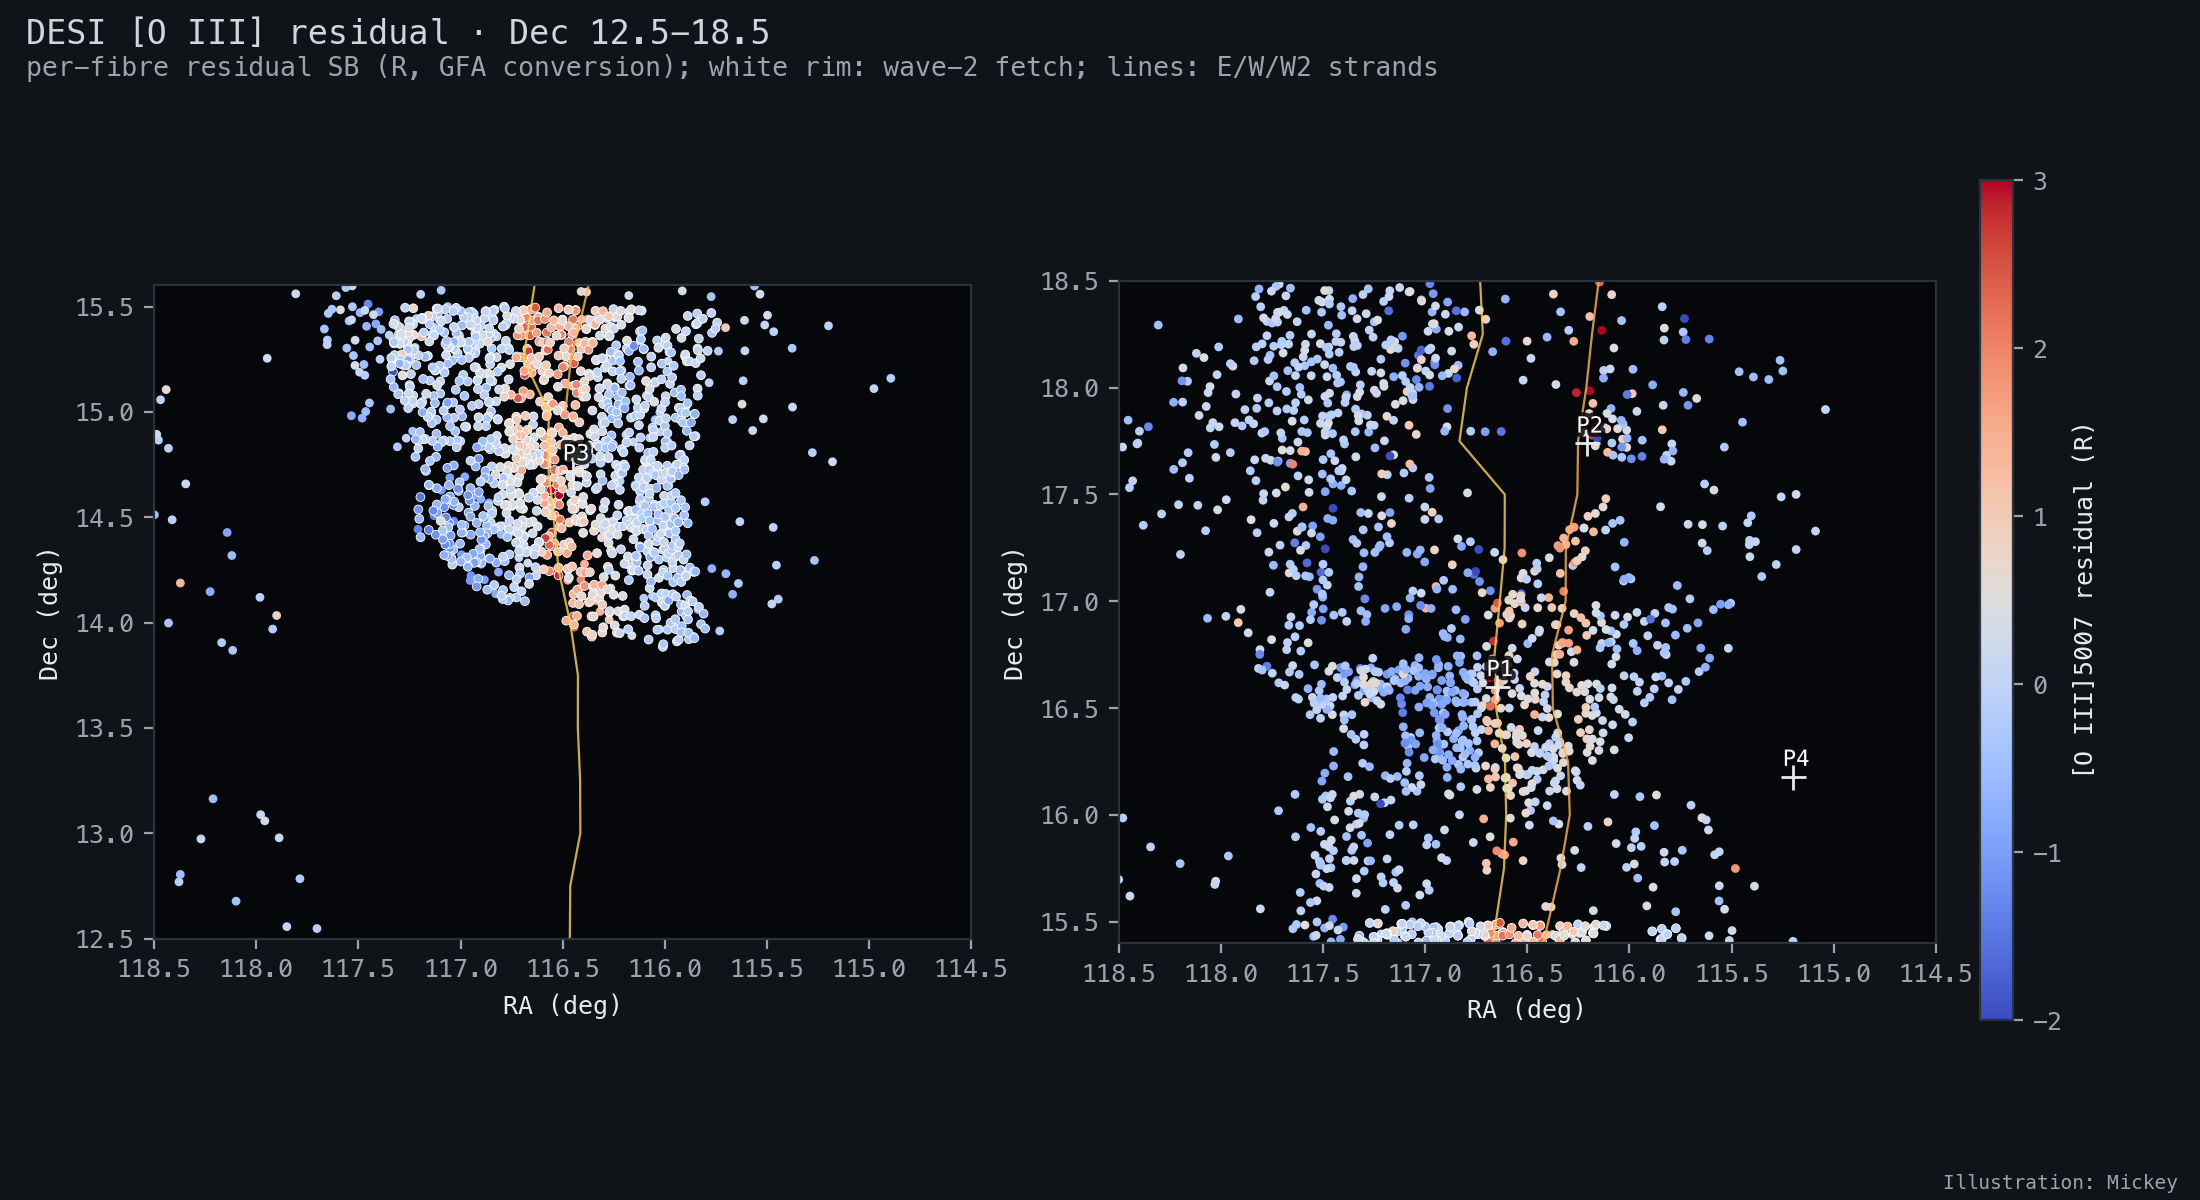 DESI [O III] residual · Dec 12.5−18.5
per−fibre residual SB (R, GFA conversion); white rim: wave−2 fetch; lines: E/W/W2 strands
15.5
15.0
14.5
14.0
13.5
13.0
12.5
Dec (deg)
118.5 118.0 117.5 117.0 116.5 116.0 115.5 115.0 114.5
RA (deg)
P3
18.5
18.0
17.5
17.0
16.5
16.0
15.5
Dec (deg)
118.5 118.0 117.5 117.0 116.5 116.0 115.5 115.0 114.5
RA (deg)
P2
P1
P4
3
2
1
0
−1
−2
[O III]5007 residual (R)
Illustration: Mickey